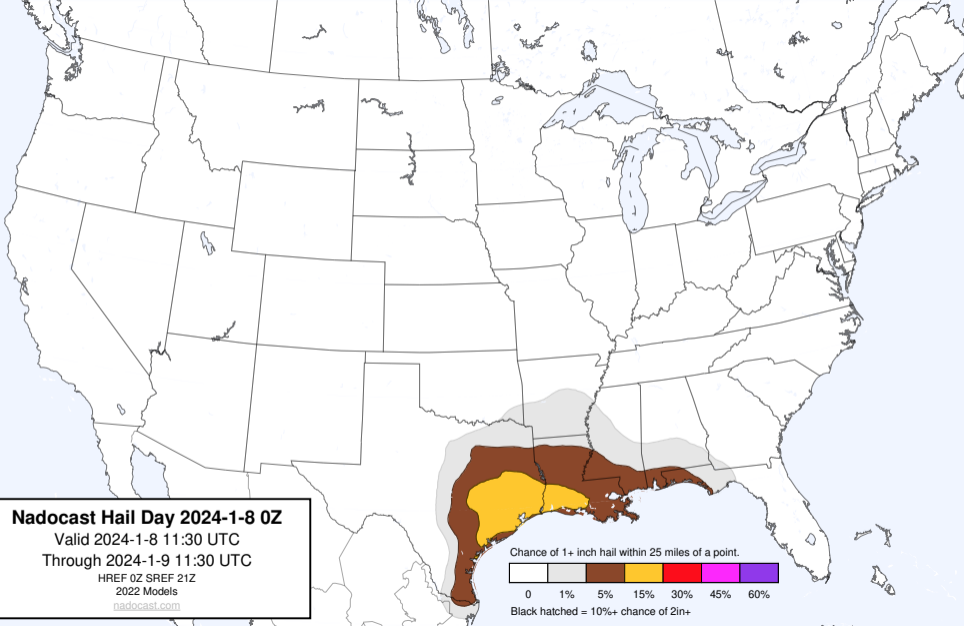 Nadocast Hail Day 2024-1-8 0Z
Valid 2024-1-8 11:30 UTC
Through 2024-1-9 11:30 UTC
HREF 0Z SREF 21Z
2022 Models
nadocast.com
Chance of 1+ inch hail within 25 miles of a point.
0 1% 5% 15% 30% 45% 60%
Black hatched = 10%+ chance of 2in+